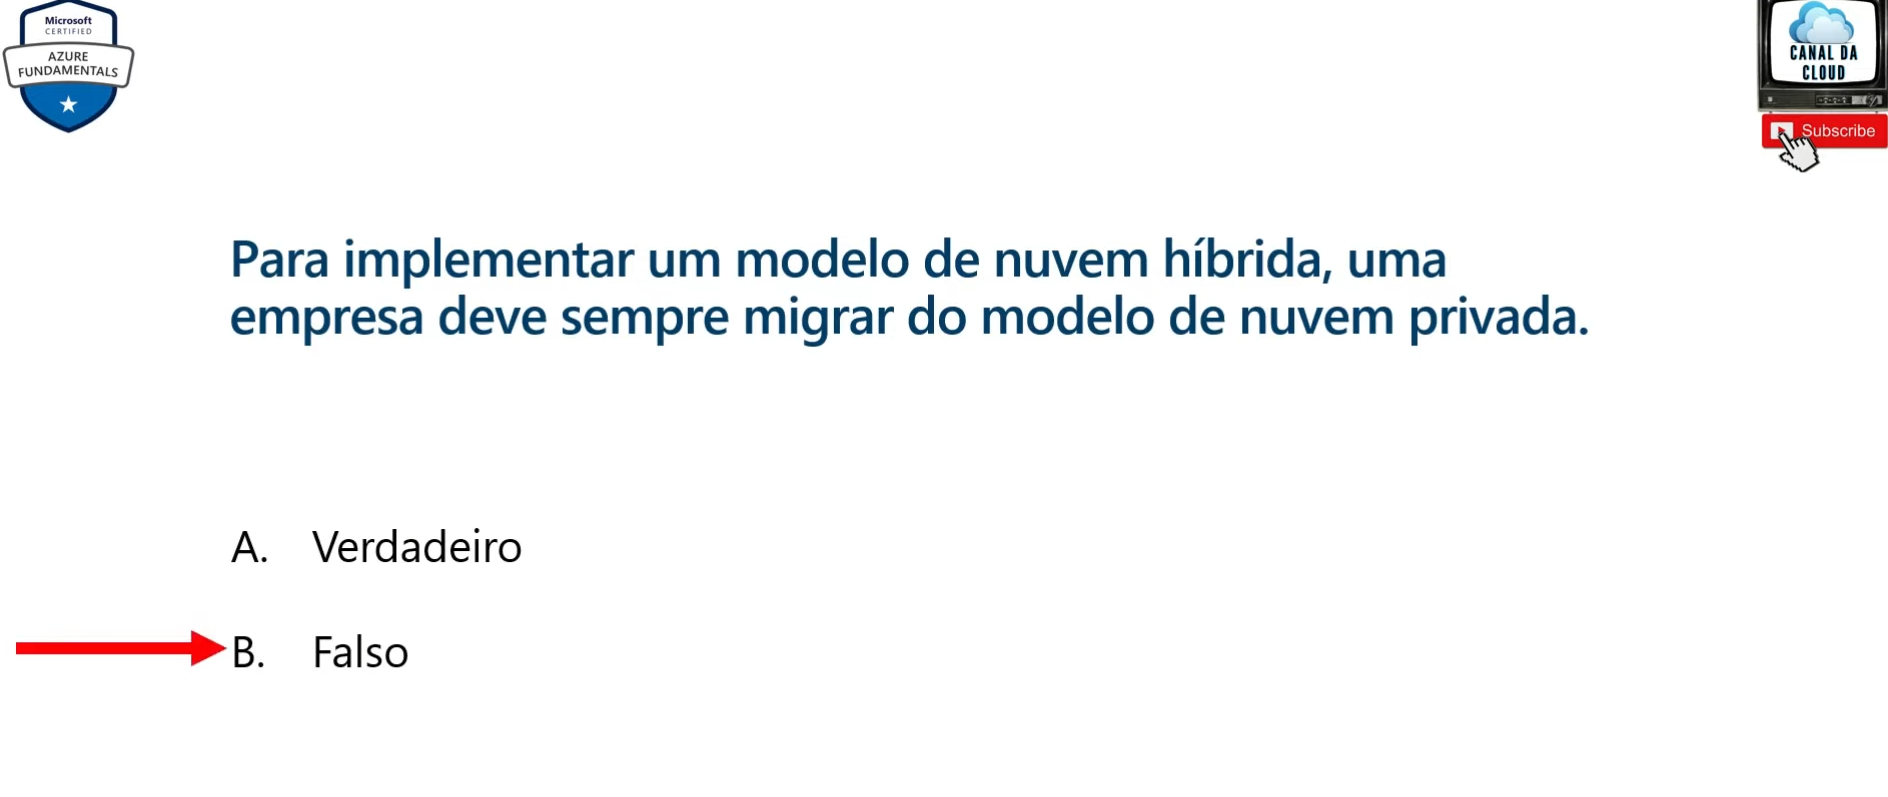 Microsoft
CERTIFIED
AZURE
FUNDAMENTALS
CANAL DA
CLOUD
Subscribe
Para implementar um modelo de nuvem híbrida, uma
empresa deve sempre migrar do modelo de nuvem privada.
A. Verdadeiro
B. Falso